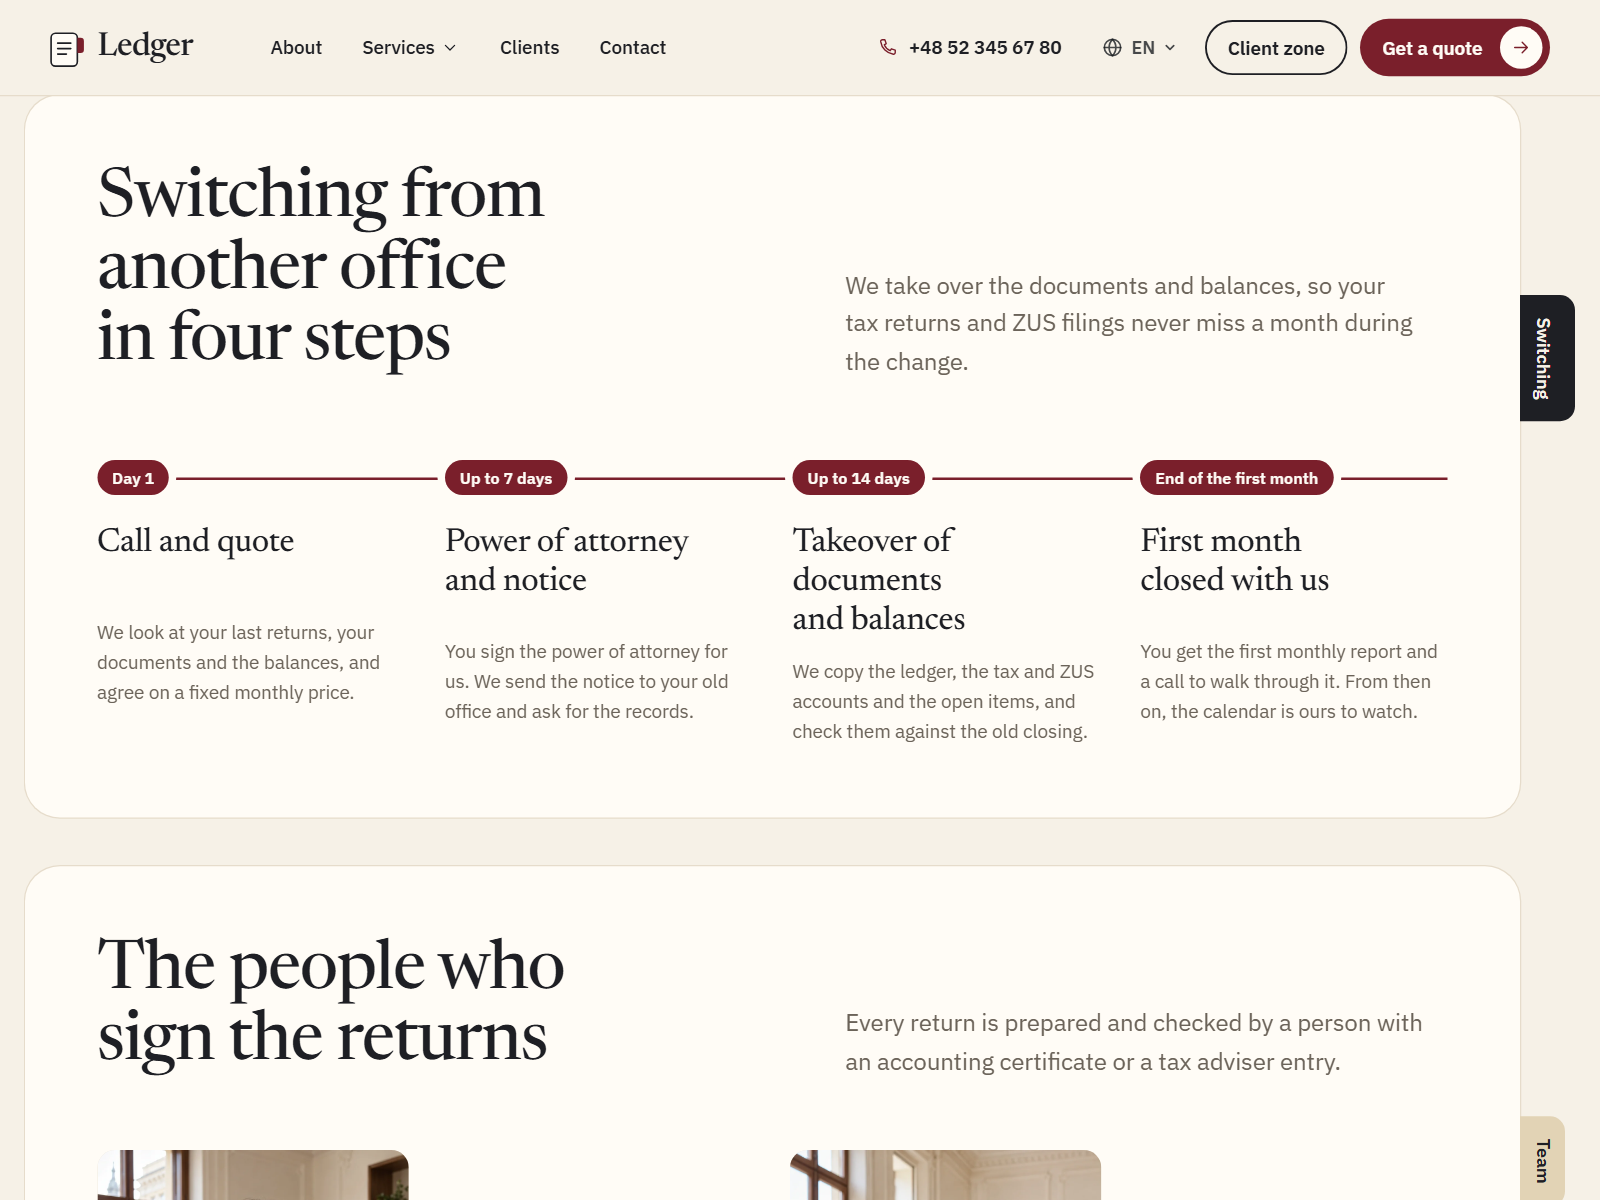 Ledger
About
Services
Clients
Contact
+48 52 345 67 80
EN
Client zone
Get a quote
Switching from
another office
in four steps
We take over the documents and balances, so your
tax returns and ZUS filings never miss a month during
the change.
Switching
Day 1
Call and quote
We look at your last returns, your
documents and the balances, and
agree on a fixed monthly price.
Up to 7 days
Power of attorney
and notice
You sign the power of attorney for
us. We send the notice to your old
office and ask for the records.
Up to 14 days
Takeover of
documents
and balances
We copy the ledger, the tax and ZUS
accounts and the open items, and
check them against the old closing.
End of the first month
First month
closed with us
You get the first monthly report and
a call to walk through it. From then
on, the calendar is ours to watch.
The people who
sign the returns
Every return is prepared and checked by a person with
an accounting certificate or a tax adviser entry.
Team